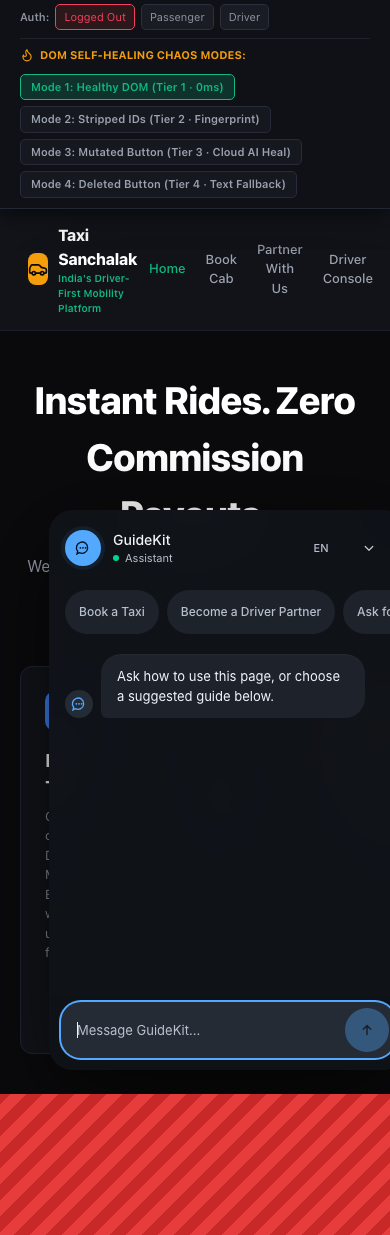 Auth: Logged Out Passenger Driver
DOM SELF-HEALING CHAOS MODES:
Mode 1: Healthy DOM (Tier 1 · 0ms)
Mode 2: Stripped IDs (Tier 2 · Fingerprint)
Mode 3: Mutated Button (Tier 3 · Cloud AI Heal)
Mode 4: Deleted Button (Tier 4 · Text Fallback)
Taxi
Sanchalak
India's Driver-
First Mobility
Platform
Home
Book
Cab
Partner
With
Us
Driver
Console
Instant Rides. Zero
Commission
Payouts
We
GuideKit
Assistant
EN
Book a Taxi
Become a Driver Partner
Ask fo
Ask how to use this page, or choose
a suggested guide below.
Message GuideKit...